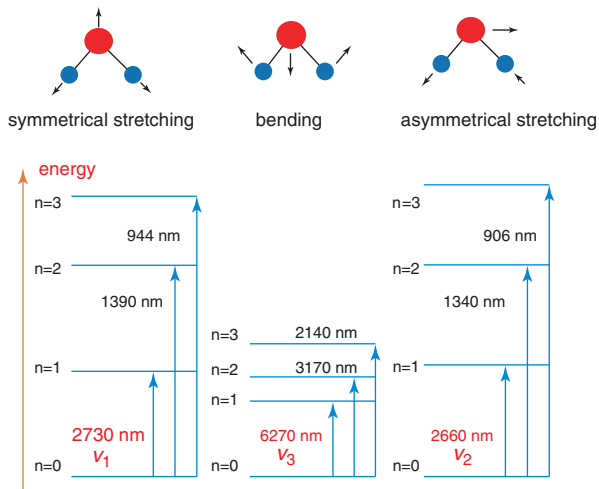 symmetrical stretching
bending
asymmetrical stretching
energy
n=3
944 nm
n=2
1390 nm
n=1
2730 nm
v1
n=0
n=3
2140 nm
n=2
3170 nm
n=1
6270 nm
v3
n=0
n=3
906 nm
n=2
1340 nm
n=1
2660 nm
v2
n=0